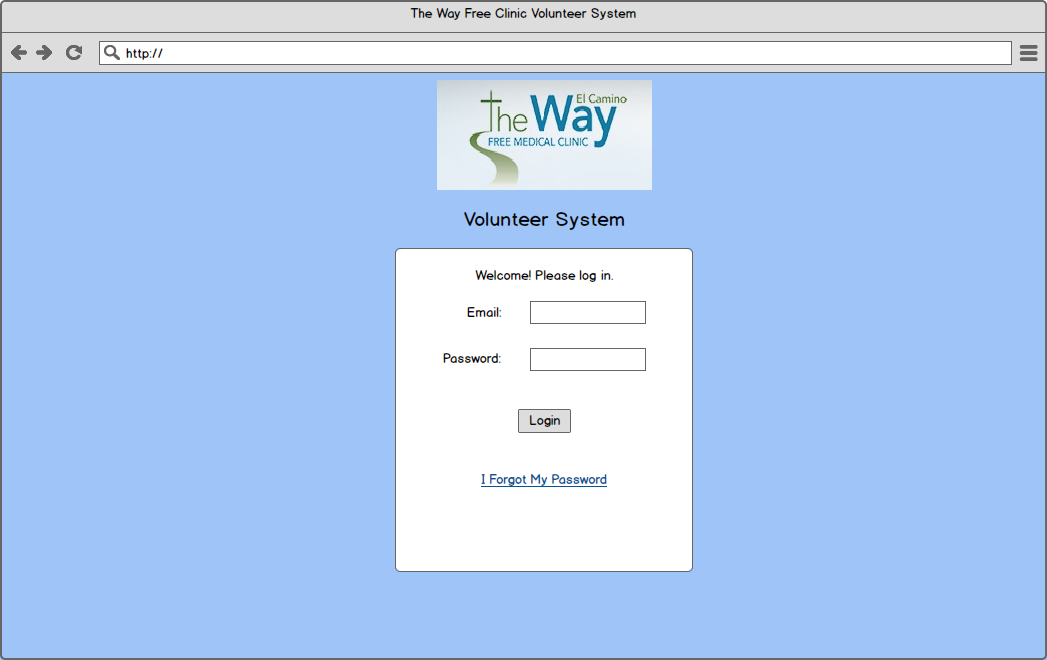 The Way Free Clinic Volunteer System
http://
El Camino
The Way
FREE MEDICAL CLINIC
Volunteer System
Welcome! Please log in.
Email:
Password:
Login
I Forgot My Password